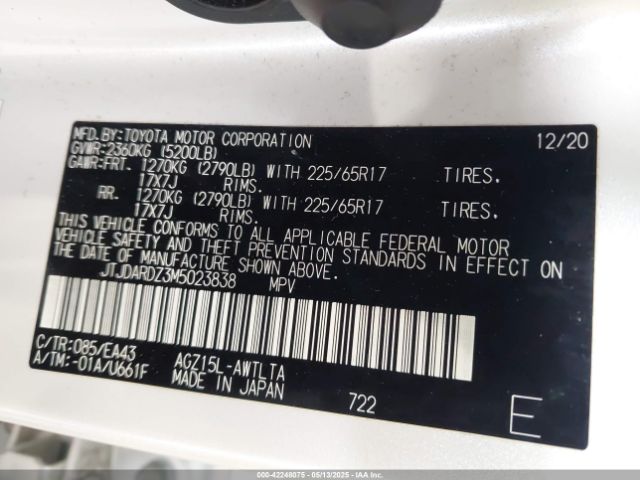 MFD.BY:TOYOTA MOTOR CORPORATION 12/20
GVWR:2360KG (5200LB)
GAWR:FRT. 1270KG (2790LB) WITH 225/65R17 TIRES.
17X7J RIMS.
RR. 1270KG (2790LB) WITH 225/65R17 TIRES.
17X7J RIMS.
THIS VEHICLE CONFORMS TO ALL APPLICABLE FEDERAL MOTOR
VEHICLE SAFETY AND THEFT PREVENTION STANDARDS IN EFFECT ON
THE DATE OF MANUFACTURE SHOWN ABOVE.
JTJDARDZ3M5023838 MPV
C/TR:085/EA43 AGZ15L-AWTLTA
A/TM:-01A/U661F MADE IN JAPAN 722 E
000-42248075 - 05/13/2025 - IAAI.COM